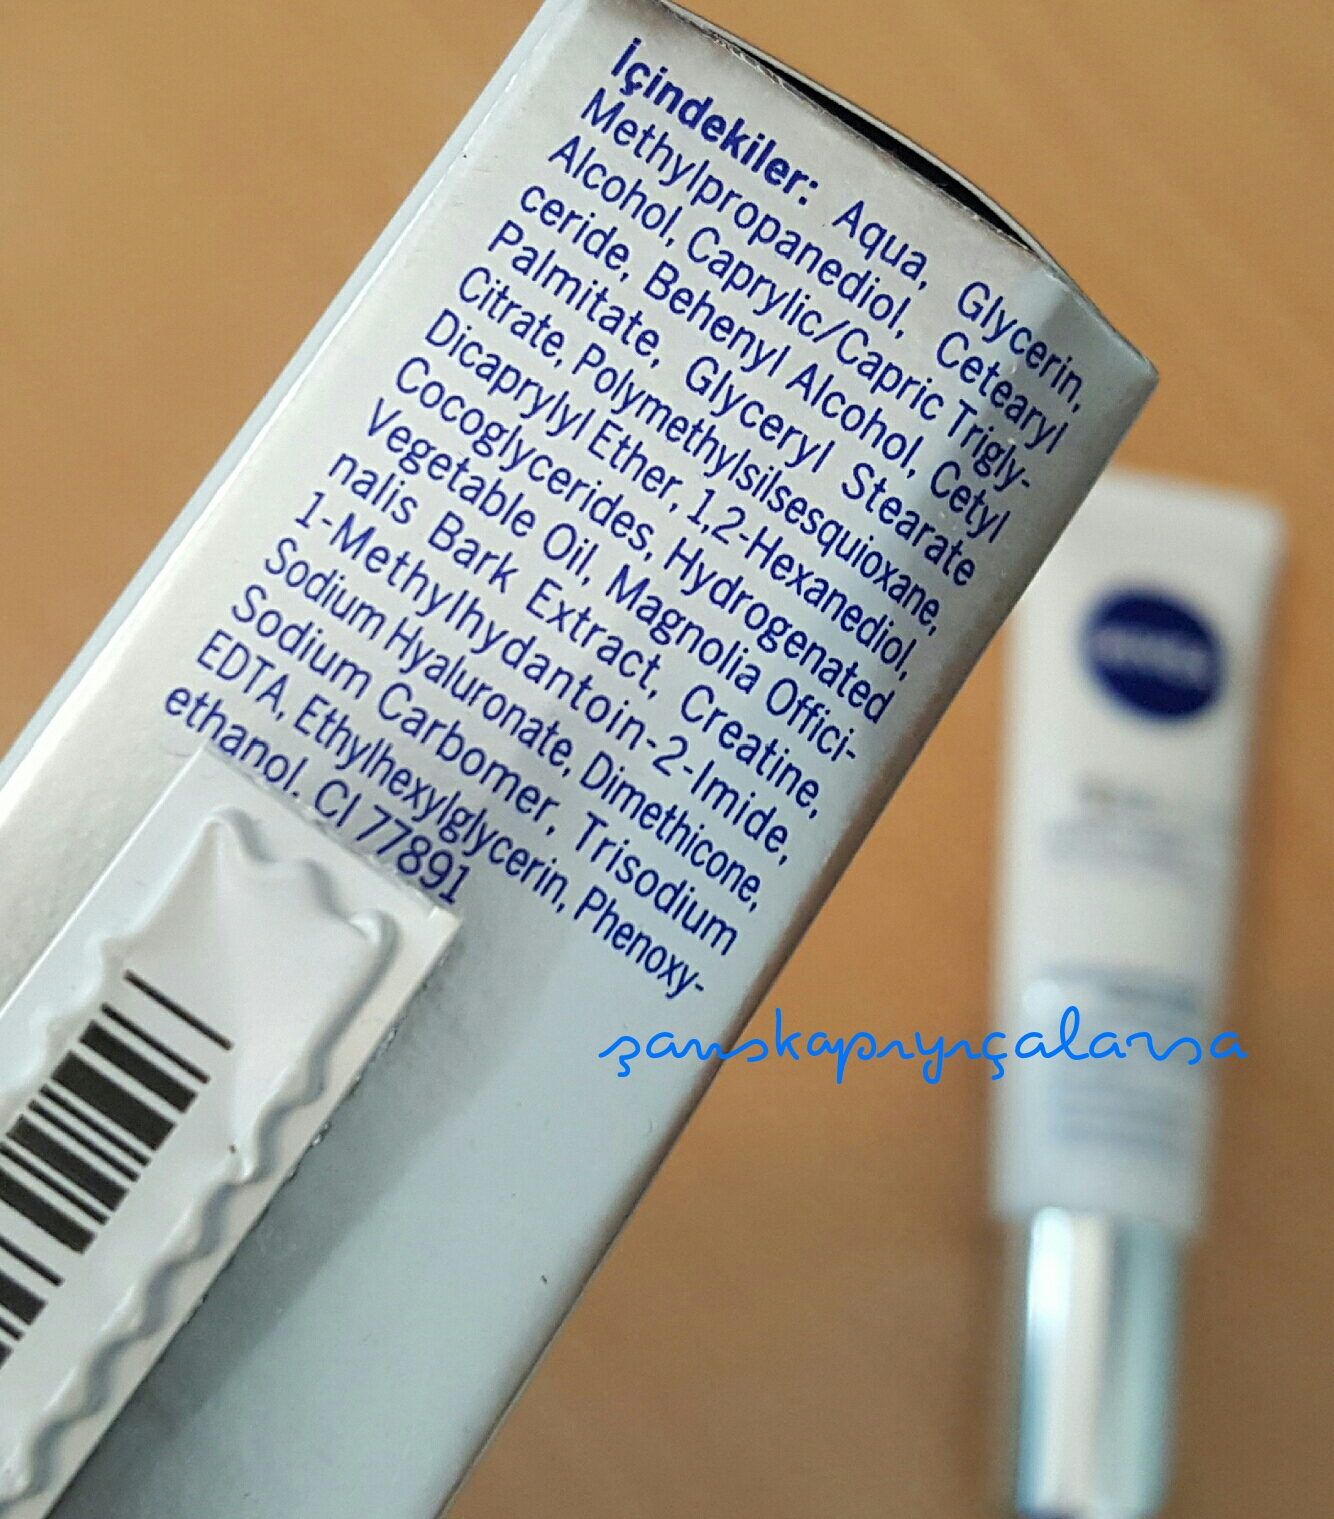 İçindekiler: Aqua, Glycerin,
Methylpropanediol, Cetearyl
Alcohol, Caprylic/Capric Trigly-
ceride, Behenyl Alcohol, Cetyl
Palmitate, Glyceryl Stearate
Citrate, Polymethylsilsesquioxane,
Dicaprylyl Ether, 1,2-Hexanediol,
Cocoglycerides, Hydrogenated
Vegetable Oil, Magnolia Offici-
nalis Bark Extract, Creatine,
1-Methylhydantoin-2-Imide,
Sodium Hyaluronate, Dimethicone,
Sodium Carbomer, Trisodium
EDTA, Ethylhexylglycerin, Phenoxy-
ethanol, CI 77891
şanskapıyıçalarsa
NIVEA